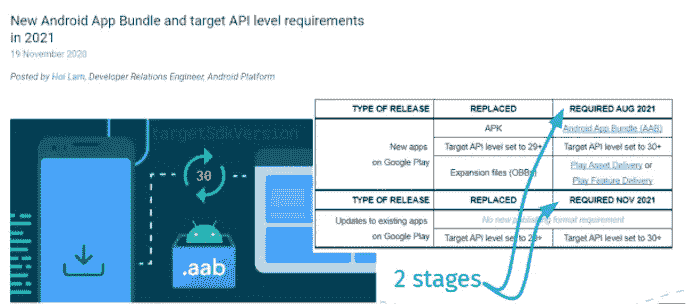 New Android App Bundle and target API level requirements
in 2021
19 November 2020
Posted by Hoi Lam, Developer Relations Engineer, Android Platform
targetSdkVersion
30
.aab
TYPE OF RELEASE REPLACED REQUIRED AUG 2021
New apps
on Google Play
APK Android App Bundle (AAB)
Target API level set to 29+ Target API level set to 30+
Expansion files (OBBs) Play Asset Delivery or
Play Feature Delivery
TYPE OF RELEASE REPLACED REQUIRED NOV 2021
Updates to existing apps
on Google Play
No new publishing format requirement
Target API level set to 29+ Target API level set to 30+
2 stages